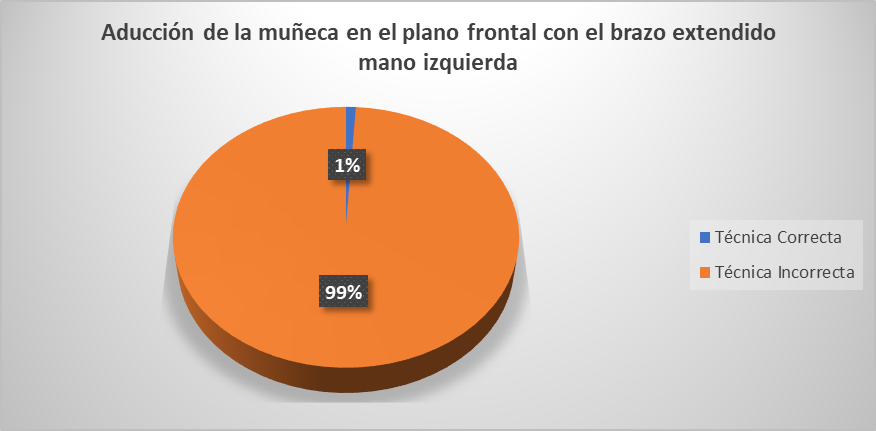 Aducción de la muñeca en el plano frontal con el brazo extendido
mano izquierda
1%
99%
Técnica Correcta
Técnica Incorrecta